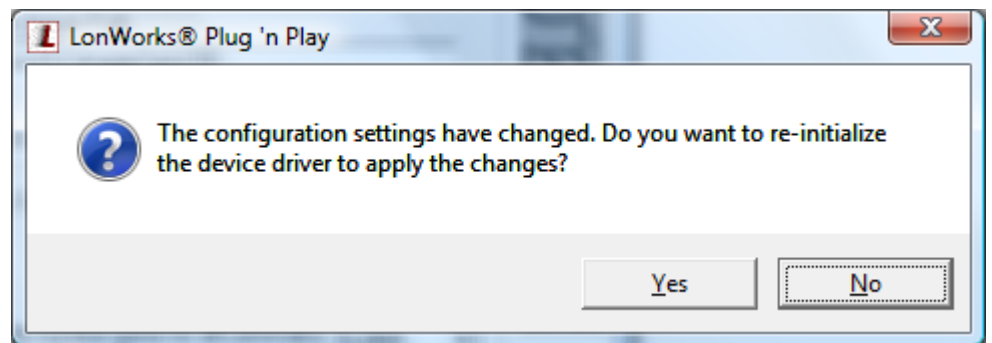 LonWorks® Plug 'n Play
The configuration settings have changed. Do you want to re-initialize
the device driver to apply the changes?
Yes
No